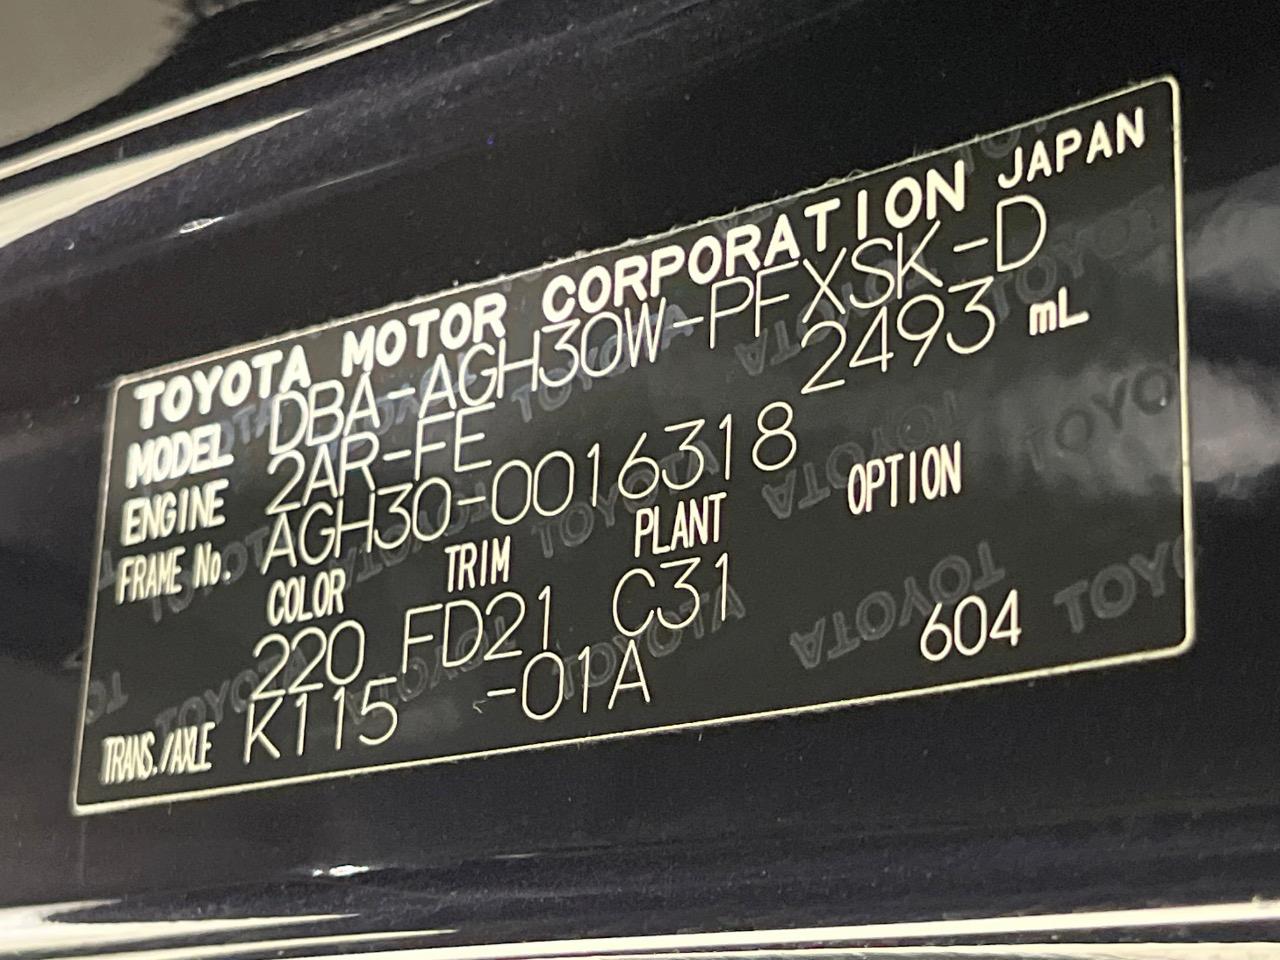 TOYOTA MOTOR CORPORATION JAPAN
MODEL DBA-AGH30W-PFXSK-D
ENGINE 2AR-FE 2493 mL
FRAME No. AGH30-0016318
COLOR TRIM PLANT OPTION
220 FD21 C31
TRANS./AXLE K115 -01A 604